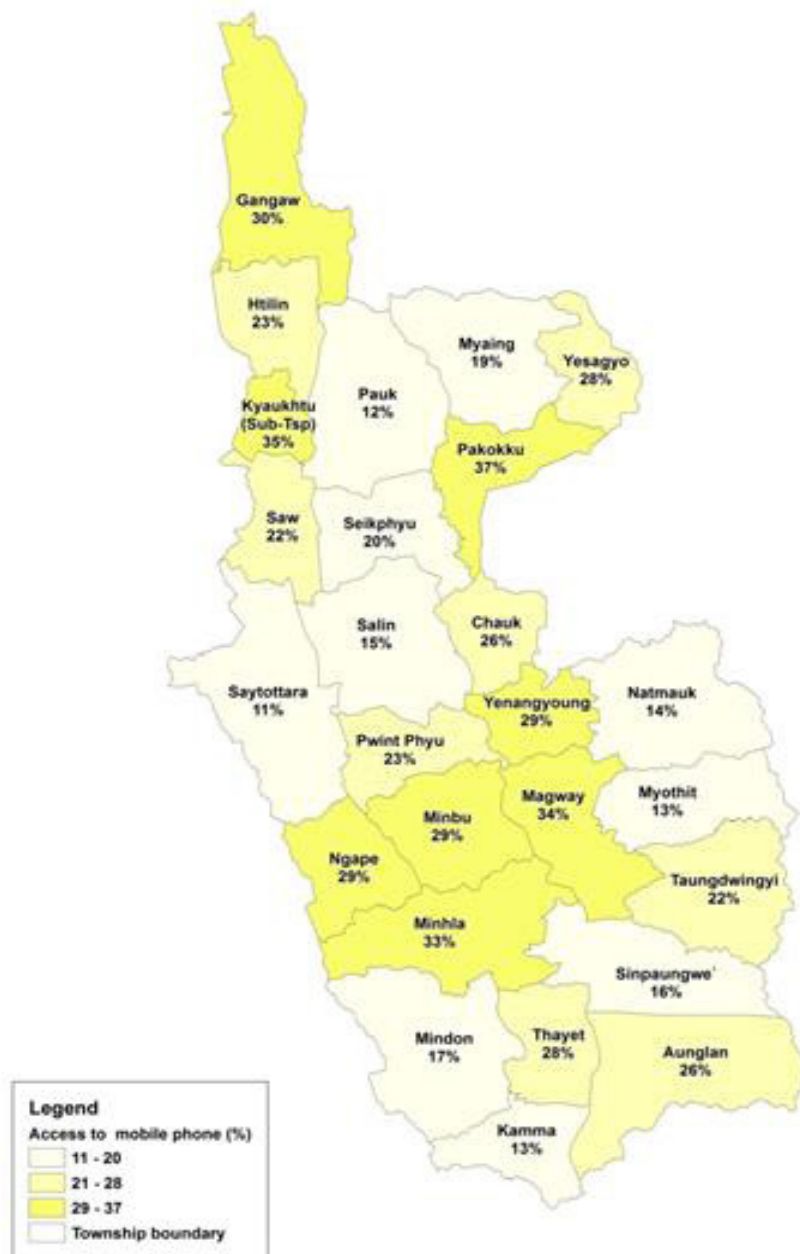 Gangaw
30%
Htilin
23%
Myaing
19%
Yesagyo
28%
Pauk
12%
Kyaukhtu
(Sub-Tsp)
35%
Pakokku
37%
Saw
22%
Seikphyu
20%
Salin
15%
Chauk
26%
Saytottara
11%
Yenangyoung
29%
Natmauk
14%
Pwint Phyu
23%
Magway
34%
Myothit
13%
Minbu
29%
Ngape
29%
Taungdwingyi
22%
Minhla
33%
Sinpaungwe'
16%
Mindon
17%
Thayet
28%
Aunglan
26%
Kamma
13%
Legend
Access to mobile phone (%)
11 - 20
21 - 28
29 - 37
Township boundary